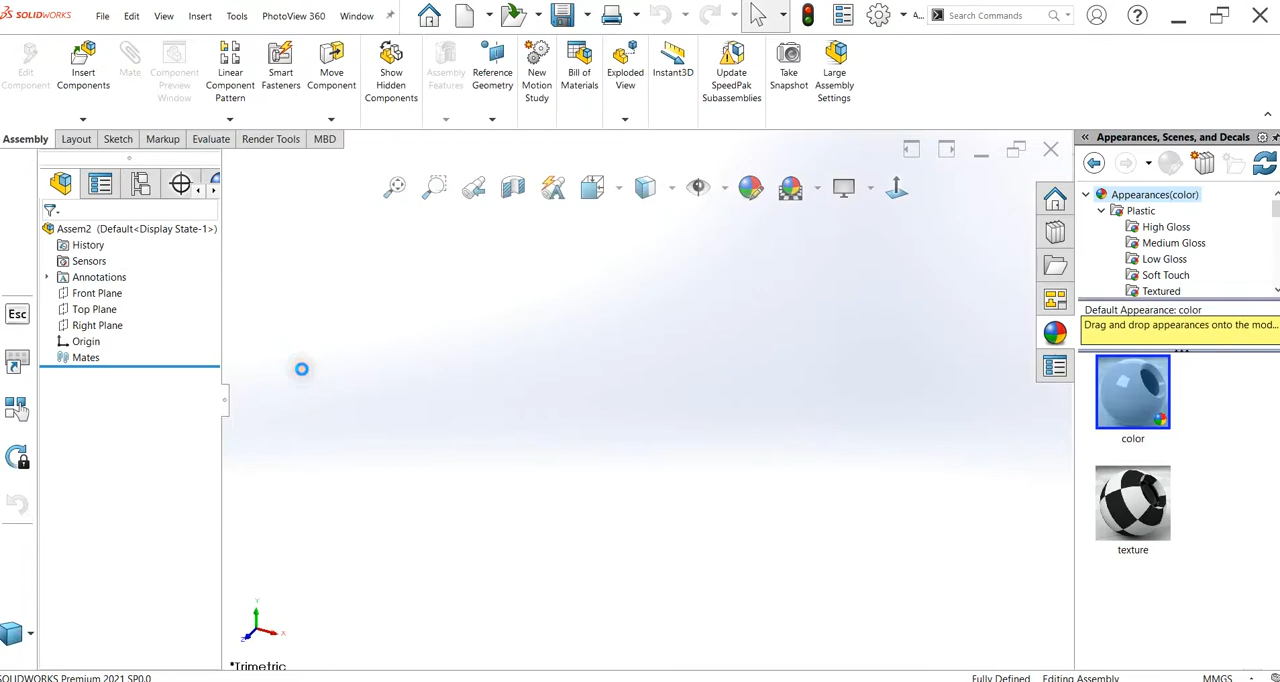 SOLIDWORKS File Edit View Insert Tools PhotoView 360 Window A... Search Commands
Edit Component
Insert Components
Mate
Component Preview Window
Linear Component Pattern
Smart Fasteners
Move Component
Show Hidden Components
Assembly Features
Reference Geometry
New Motion Study
Bill of Materials
Exploded View
Instant3D
Update SpeedPak Subassemblies
Take Snapshot
Large Assembly Settings
Assembly Layout Sketch Markup Evaluate Render Tools MBD
Appearances, Scenes, and Decals
Assem2 (Default<Display State-1>)
History
Sensors
Annotations
Front Plane
Top Plane
Right Plane
Origin
Mates
Esc
Appearances(color)
Plastic
High Gloss
Medium Gloss
Low Gloss
Soft Touch
Textured
Default Appearance: color
Drag and drop appearances onto the mod...
color
texture
Y
X
Z
*Trimetric
SOLIDWORKS Premium 2021 SP0.0 Fully Defined Editing Assembly MMGS